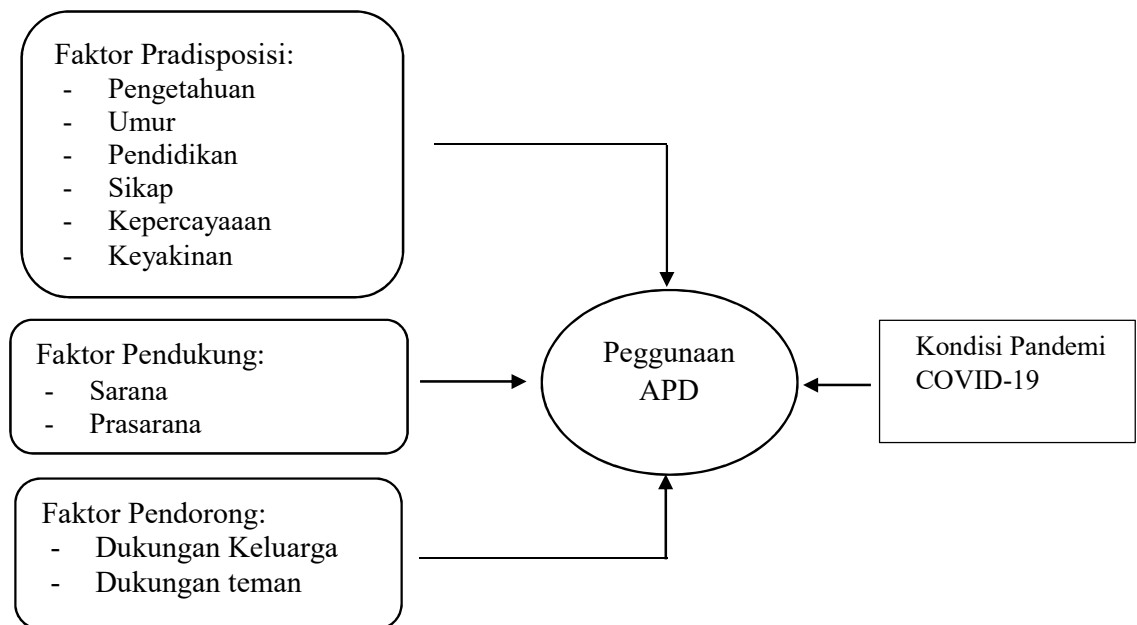 Faktor Pradisposisi:
- Pengetahuan
- Umur
- Pendidikan
- Sikap
- Kepercayaaan
- Keyakinan
Faktor Pendukung:
- Sarana
- Prasarana
Faktor Pendorong:
- Dukungan Keluarga
- Dukungan teman
Peggunaan
APD
Kondisi Pandemi
COVID-19